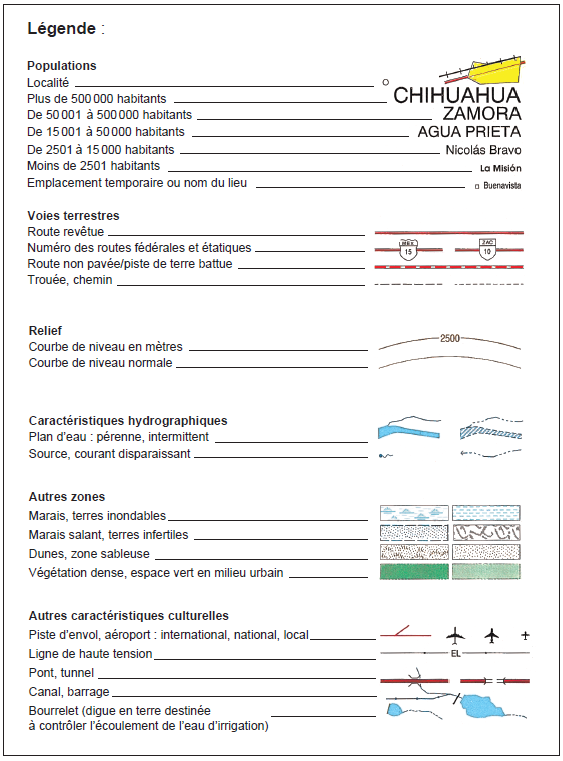 Légende :
Populations
Localité
Plus de 500 000 habitants CHIHUAHUA
De 50 001 à 500 000 habitants ZAMORA
De 15 001 à 50 000 habitants AGUA PRIETA
De 2501 à 15 000 habitants Nicolás Bravo
Moins de 2501 habitants La Misión
Emplacement temporaire ou nom du lieu Buenavista
Voies terrestres
Route revêtue
Numéro des routes fédérales et étatiques MEX 15 ZAC 10
Route non pavée/piste de terre battue
Trouée, chemin
Relief
Courbe de niveau en mètres 2500
Courbe de niveau normale
Caractéristiques hydrographiques
Plan d'eau : pérenne, intermittent
Source, courant disparaissant
Autres zones
Marais, terres inondables
Marais salant, terres infertiles
Dunes, zone sableuse
Végétation dense, espace vert en milieu urbain
Autres caractéristiques culturelles
Piste d'envol, aéroport : international, national, local
Ligne de haute tension EL
Pont, tunnel
Canal, barrage
Bourrelet (digue en terre destinée
à contrôler l'écoulement de l'eau d'irrigation)